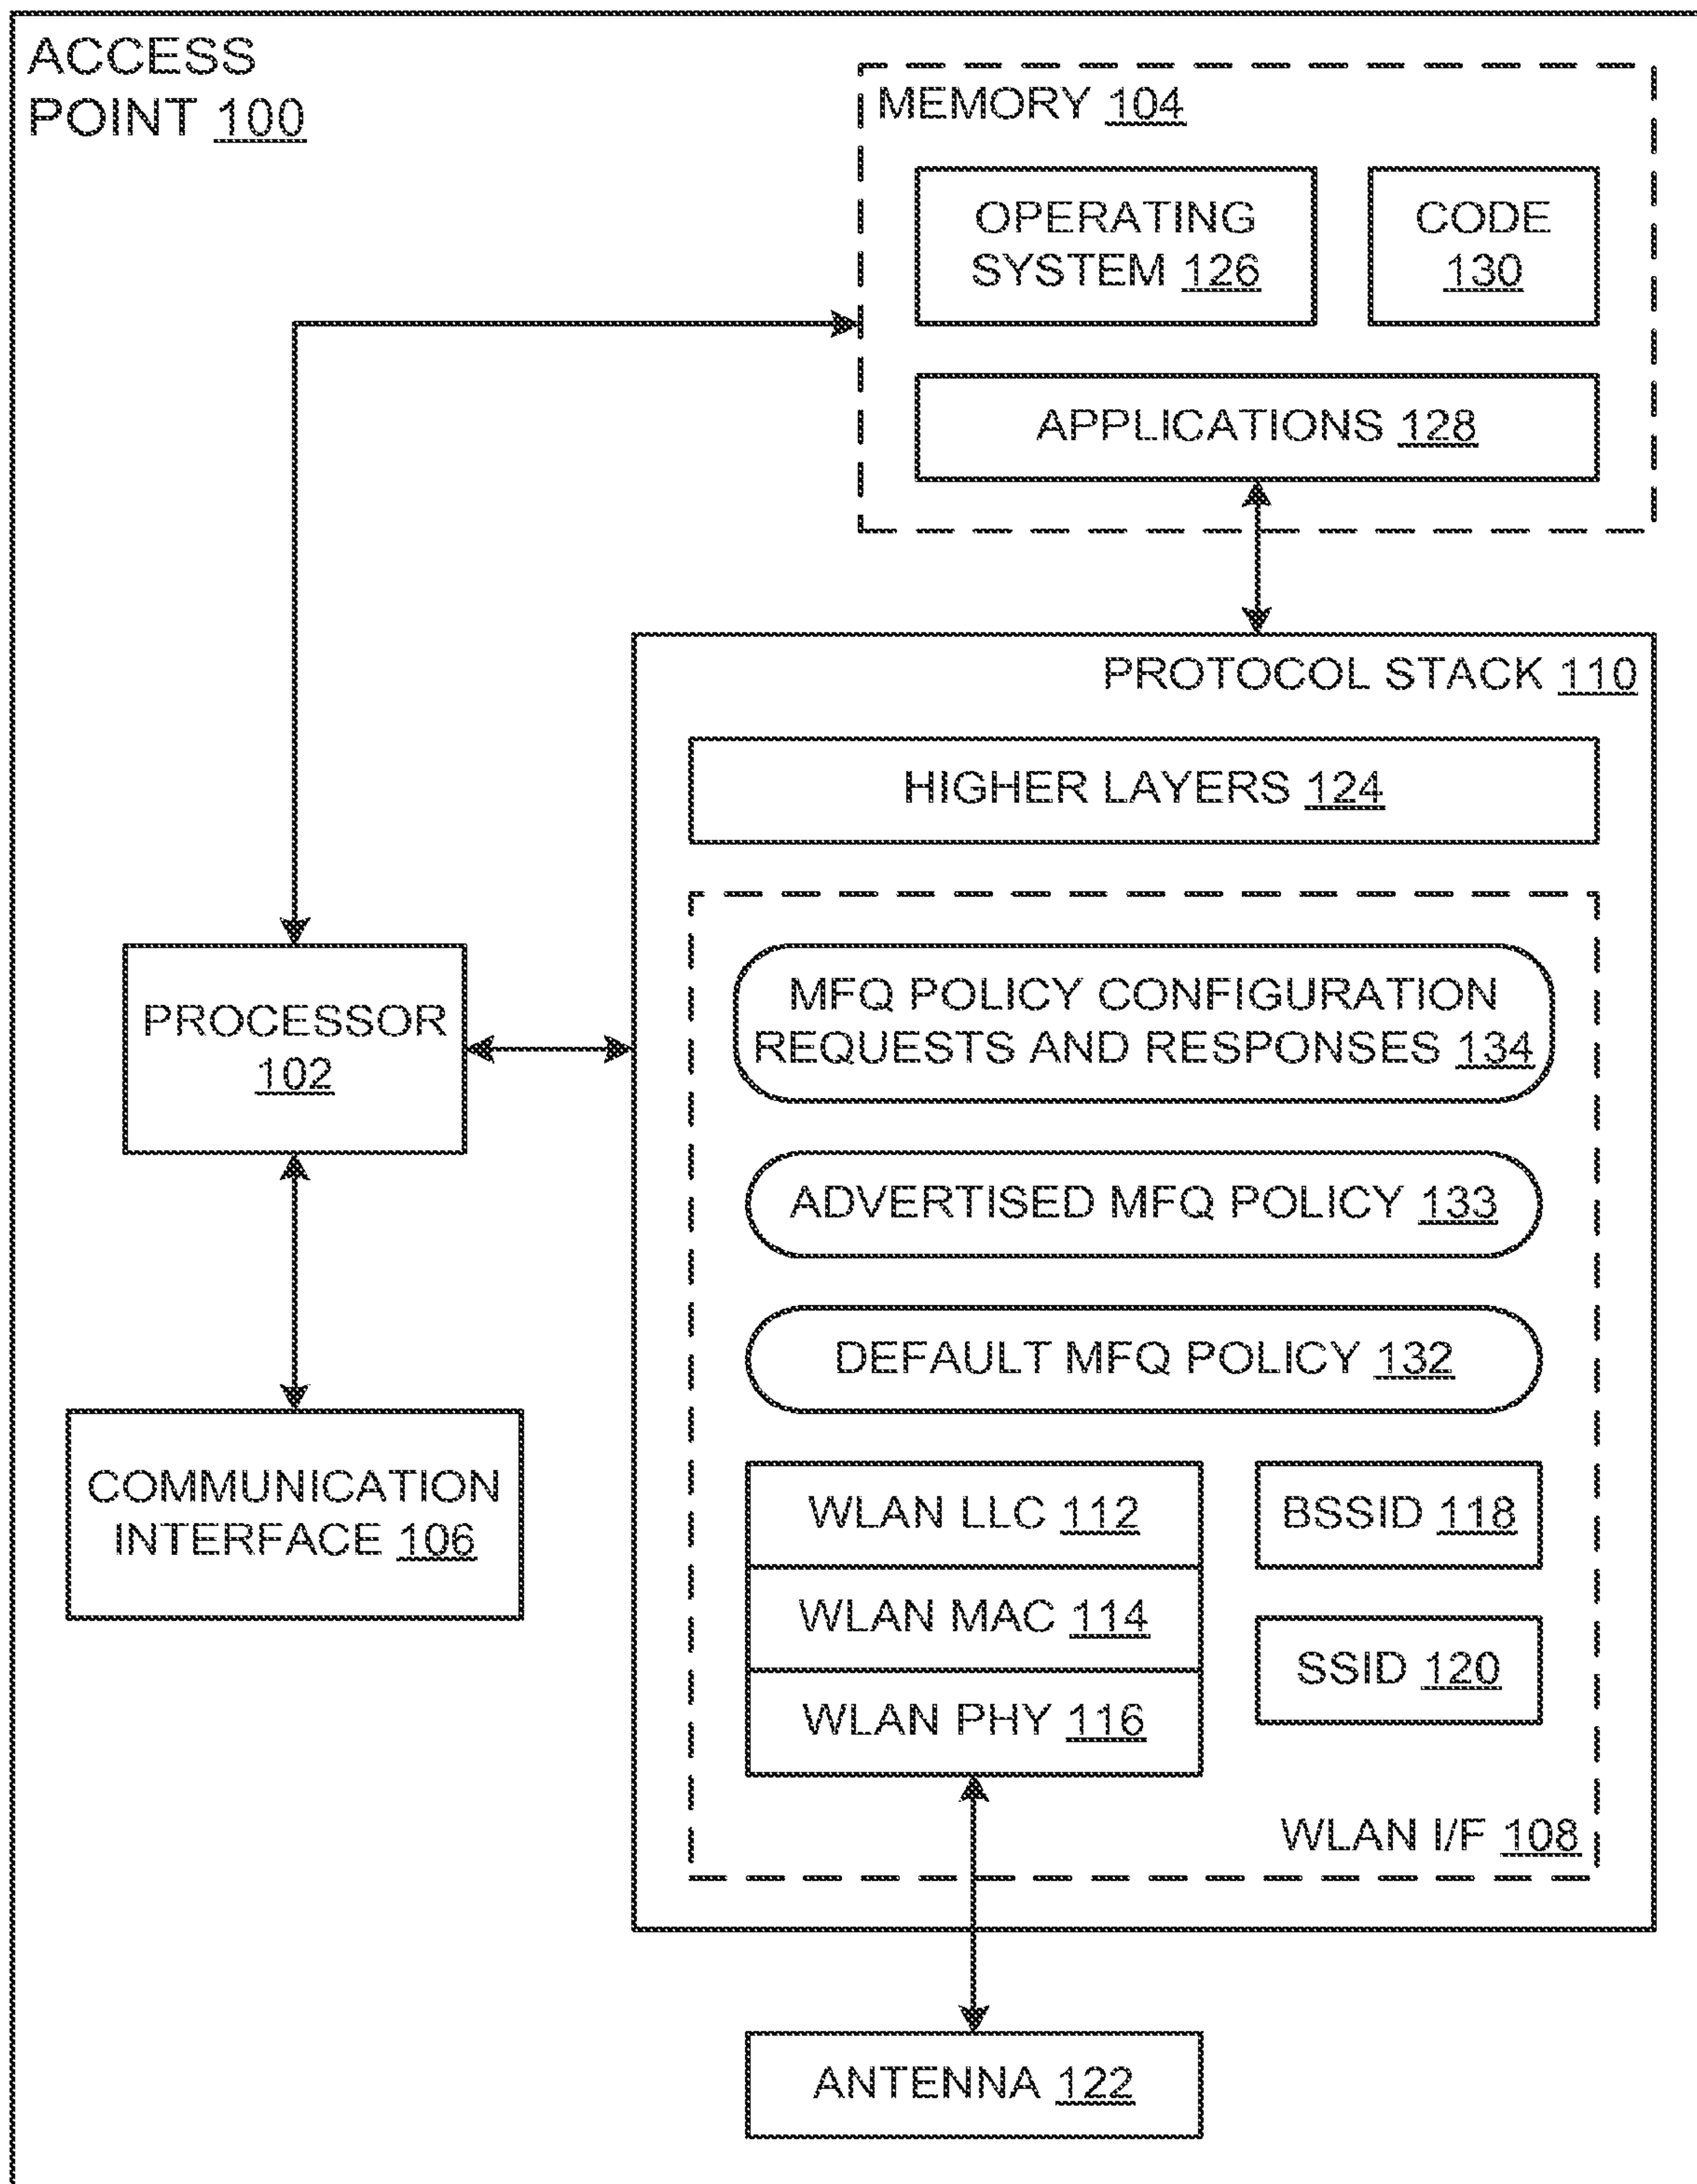 ACCESS
POINT 100
MEMORY 104
OPERATING
SYSTEM 126
CODE
130
APPLICATIONS 128
PROTOCOL STACK 110
HIGHER LAYERS 124
PROCESSOR
102
MFQ POLICY CONFIGURATION
REQUESTS AND RESPONSES 134
ADVERTISED MFQ POLICY 133
DEFAULT MFQ POLICY 132
COMMUNICATION
INTERFACE 106
WLAN LLC 112
WLAN MAC 114
WLAN PHY 116
BSSID 118
SSID 120
WLAN I/F 108
ANTENNA 122